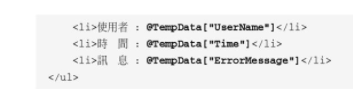 <li>使用者 : @TempData["UserName"]</li>
<li>時　間 : @TempData["Time"]</li>
<li>訊　息 : @TempData["ErrorMessage"]</li>
</ul>